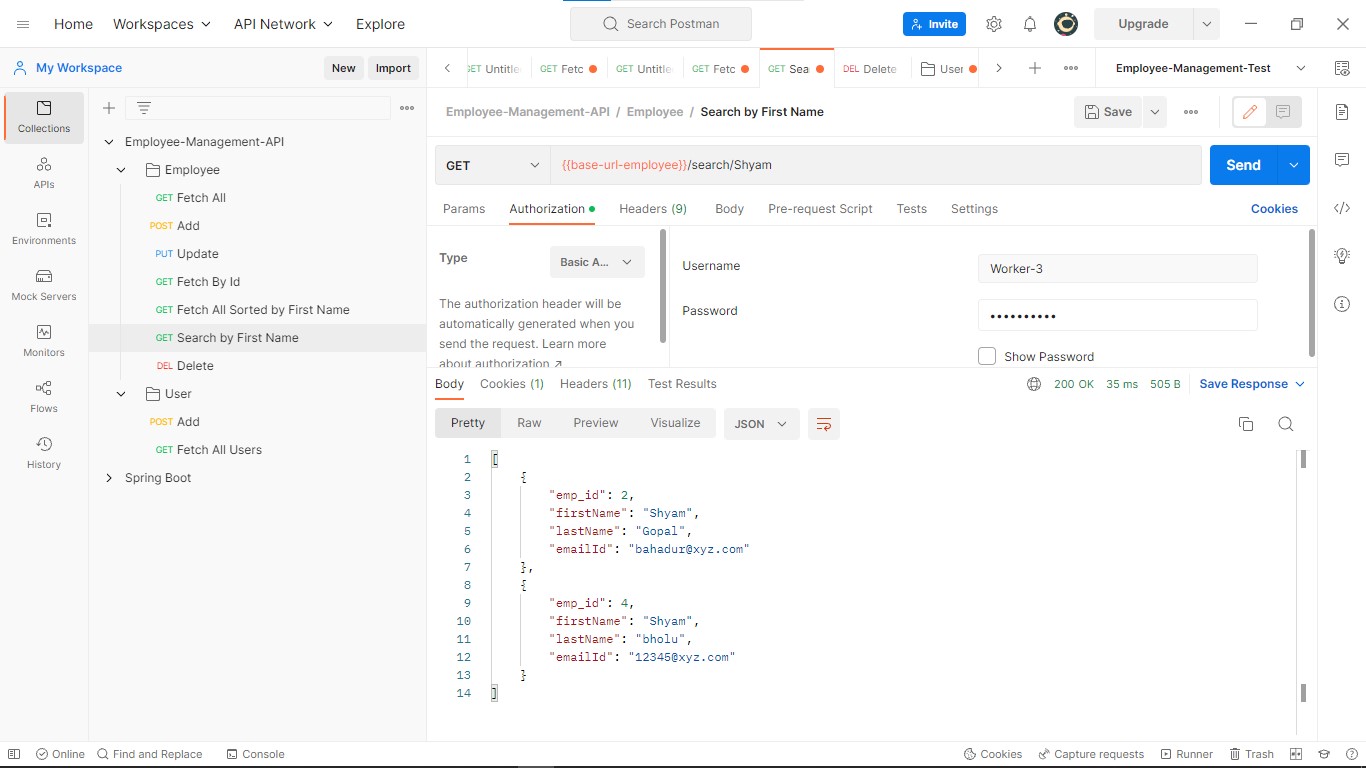 Home Workspaces API Network Explore Search Postman Invite Upgrade
My Workspace New Import
GET Untitle GET Fetc GET Untitle GET Fetc GET Sea DEL Delete User Employee-Management-Test
Collections
APIs
Environments
Mock Servers
Monitors
Flows
History
Employee-Management-API
Employee
GET Fetch All
POST Add
PUT Update
GET Fetch By Id
GET Fetch All Sorted by First Name
GET Search by First Name
DEL Delete
User
POST Add
GET Fetch All Users
Spring Boot
Employee-Management-API / Employee / Search by First Name Save
GET {{base-url-employee}}/search/Shyam Send
Params Authorization Headers (9) Body Pre-request Script Tests Settings Cookies
Type Basic A...
The authorization header will be
automatically generated when you
send the request. Learn more
about authorization ↗
Username Worker-3
Password ••••••••••
Show Password
Body Cookies (1) Headers (11) Test Results 200 OK 35 ms 505 B Save Response
Pretty Raw Preview Visualize JSON
1 [
2 {
3 "emp_id": 2,
4 "firstName": "Shyam",
5 "lastName": "Gopal",
6 "emailId": "bahadur@xyz.com"
7 },
8 {
9 "emp_id": 4,
10 "firstName": "Shyam",
11 "lastName": "bholu",
12 "emailId": "12345@xyz.com"
13 }
14 ]
Online Find and Replace Console Cookies Capture requests Runner Trash